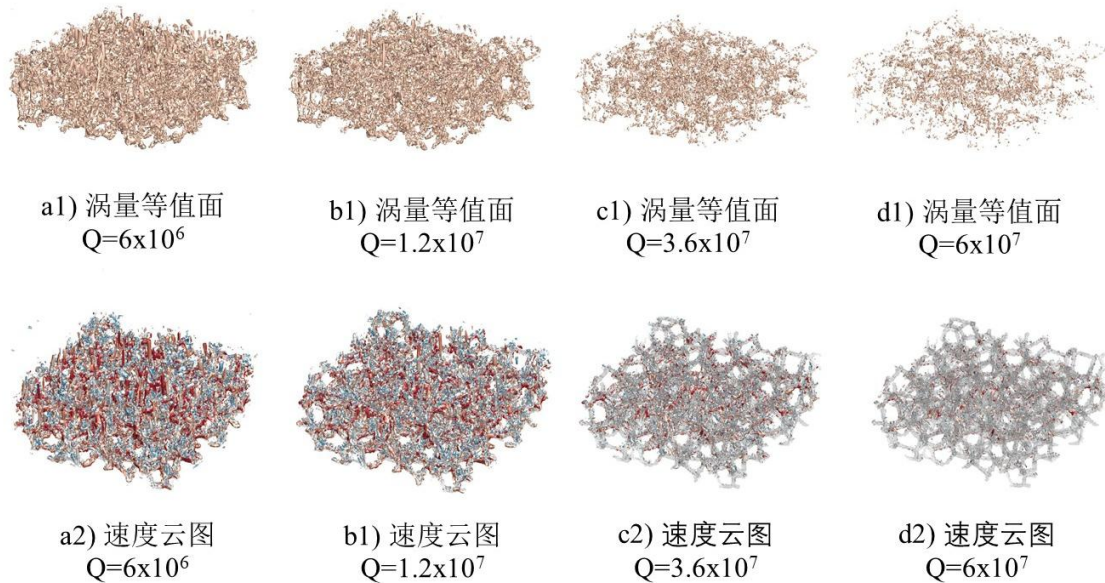 a1) 涡量等值面
Q=6x10⁶
b1) 涡量等值面
Q=1.2x10⁷
c1) 涡量等值面
Q=3.6x10⁷
d1) 涡量等值面
Q=6x10⁷
a2) 速度云图
Q=6x10⁶
b1) 速度云图
Q=1.2x10⁷
c2) 速度云图
Q=3.6x10⁷
d2) 速度云图
Q=6x10⁷